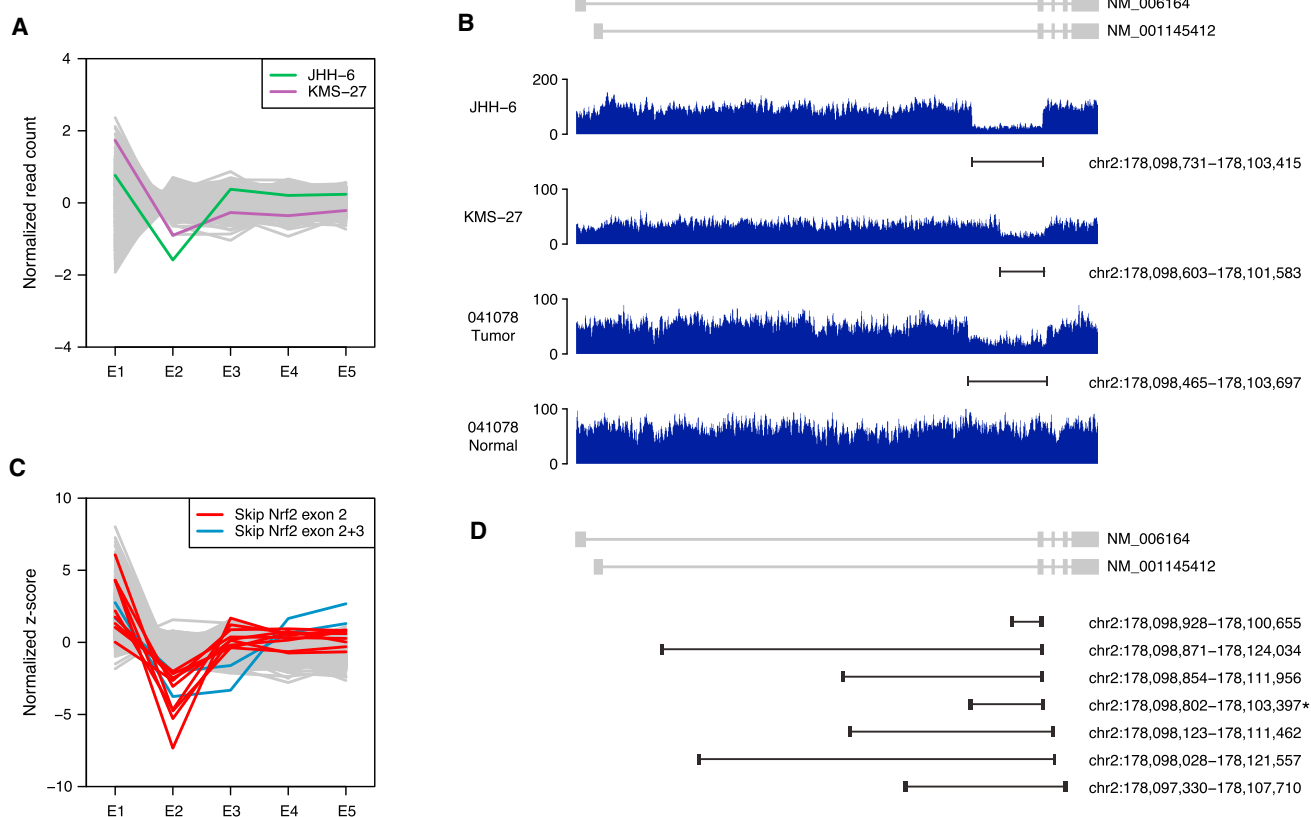 A
4
2
0
−2
−4
Normalized read count
JHH−6
KMS−27
E1 E2 E3 E4 E5
B
NM_006164
NM_001145412
JHH−6
200
100
0
chr2:178,098,731−178,103,415
KMS−27
100
0
chr2:178,098,603−178,101,583
041078
Tumor
100
0
chr2:178,098,465−178,103,697
041078
Normal
100
0
C
10
5
0
−5
−10
Normalized z−score
Skip Nrf2 exon 2
Skip Nrf2 exon 2+3
E1 E2 E3 E4 E5
D
NM_006164
NM_001145412
chr2:178,098,928−178,100,655
chr2:178,098,871−178,124,034
chr2:178,098,854−178,111,956
chr2:178,098,802−178,103,397*
chr2:178,098,123−178,111,462
chr2:178,098,028−178,121,557
chr2:178,097,330−178,107,710